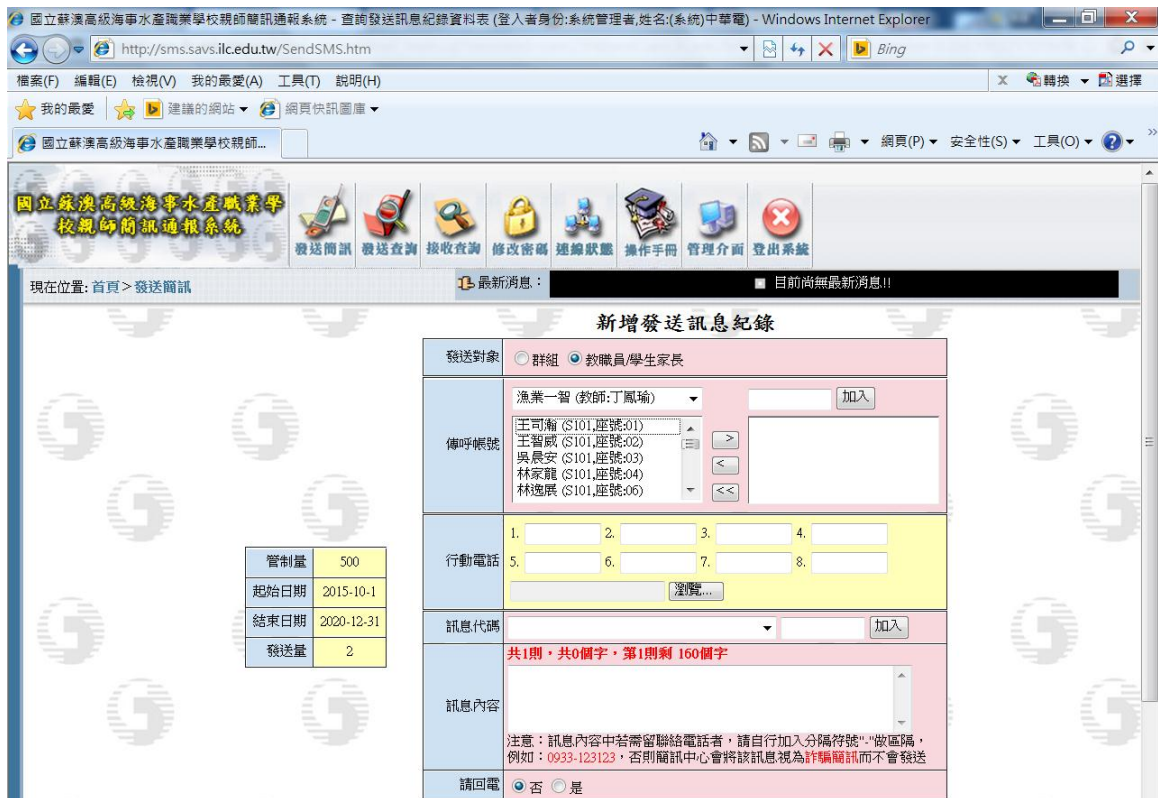 國立蘇澳高級海事水產職業學校親師簡訊通報系統 - 查詢發送訊息紀錄資料表 (登入者身份:系統管理者,姓名:(系統)中華電) - Windows Internet Explorer
http://sms.savs.ilc.edu.tw/SendSMS.htm
Bing
檔案(F) 編輯(E) 檢視(V) 我的最愛(A) 工具(T) 說明(H)
x 轉換 選擇
我的最愛 建議的網站 網頁快訊圖庫
國立蘇澳高級海事水產職業學校親師...
網頁(P) 安全性(S) 工具(O) »
國立蘇澳高級海事水產職業學
校親師簡訊通報系統
發送簡訊 發送查詢 接收查詢 修改密碼 連線狀態 操作手冊 管理介面 登出系統
現在位置: 首頁 > 發送簡訊
最新消息：
目前尚無最新消息!!
新增發送訊息紀錄
發送對象 群組 教職員/學生家長
傳呼帳號
漁業一智 (教師:丁鳳瑜)
加入
王司瀚 (S101,座號:01)
王智威 (S101,座號:02)
吳晨安 (S101,座號:03)
林家龍 (S101,座號:04)
林逸展 (S101,座號:06)
>
<
<<
行動電話
1. 2. 3. 4.
5. 6. 7. 8.
瀏覽...
管制量 500
起始日期 2015-10-1
結束日期 2020-12-31
發送量 2
訊息代碼 加入
訊息內容
共1則，共0個字，第1則剩 160個字
注意：訊息內容中若需留聯絡電話者，請自行加入分隔符號"-"做區隔，
例如：0933-123123，否則簡訊中心會將該訊息視為詐騙簡訊而不會發送
請回電 否 是